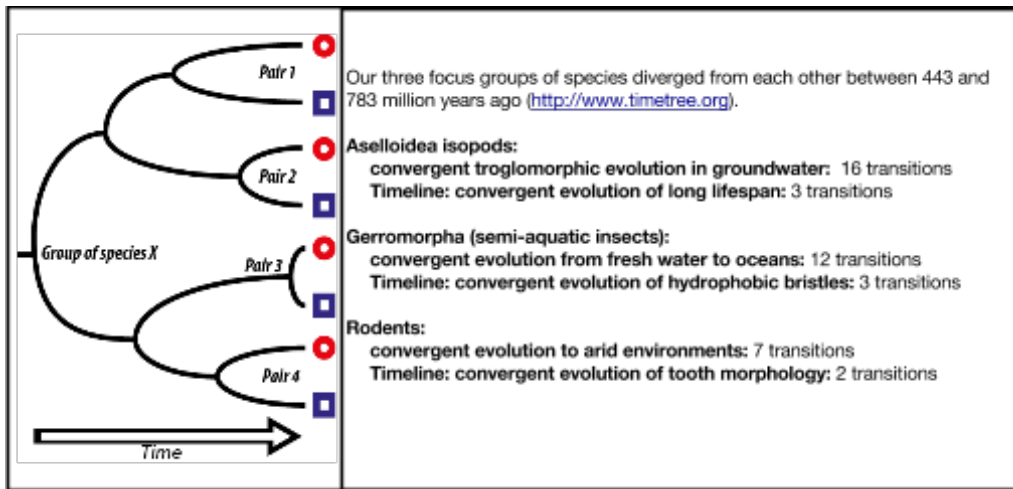 Pair 1
Pair 2
Group of species X
Pair 3
Pair 4
Time
Our three focus groups of species diverged from each other between 443 and
783 million years ago (http://www.timetree.org).
Aselloidea isopods:
convergent troglomorphic evolution in groundwater: 16 transitions
Timeline: convergent evolution of long lifespan: 3 transitions
Gerromorpha (semi-aquatic insects):
convergent evolution from fresh water to oceans: 12 transitions
Timeline: convergent evolution of hydrophobic bristles: 3 transitions
Rodents:
convergent evolution to arid environments: 7 transitions
Timeline: convergent evolution of tooth morphology: 2 transitions